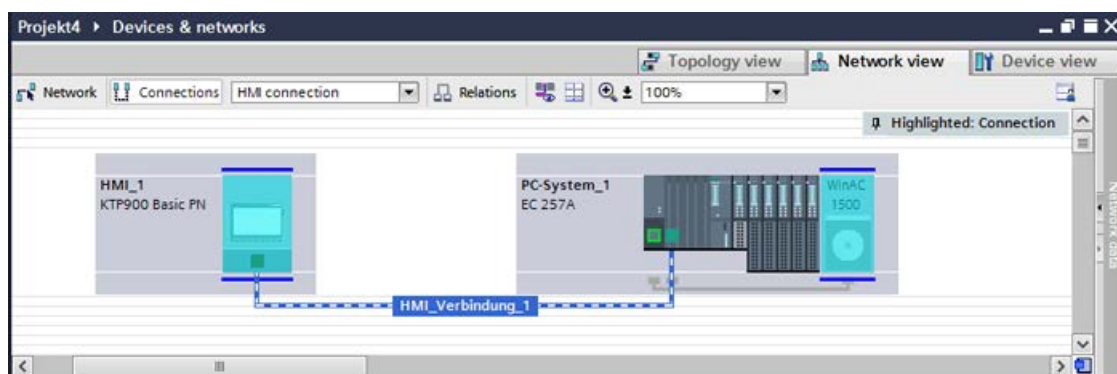 Projekt4 ▸ Devices & networks
Topology view Network view Device view
Network Connections HMI connection Relations 100%
Highlighted: Connection
HMI_1
KTP900 Basic PN
PC-System_1
EC 257A
WinAC
1500
HMI_Verbindung_1
Network data